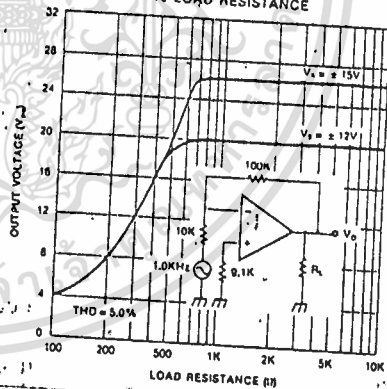 LOAD RESISTANCE
32
28
24
20
16
12
8
4
0
OUTPUT VOLTAGE (Vpp)
Vs = ± 15V
Vs = ± 12V
100K
10K
1.0KHz
9.1K
RL
VO
THD = 5.0%
100 200 500 1K 2K 5K 10K
LOAD RESISTANCE (Ω)